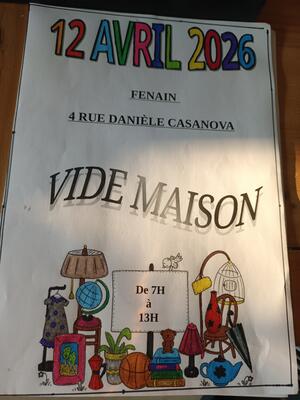 12 AVRIL 2026
FENAIN
4 RUE DANIÈLE CASANOVA
VIDE MAISON
De 7H
à
13H